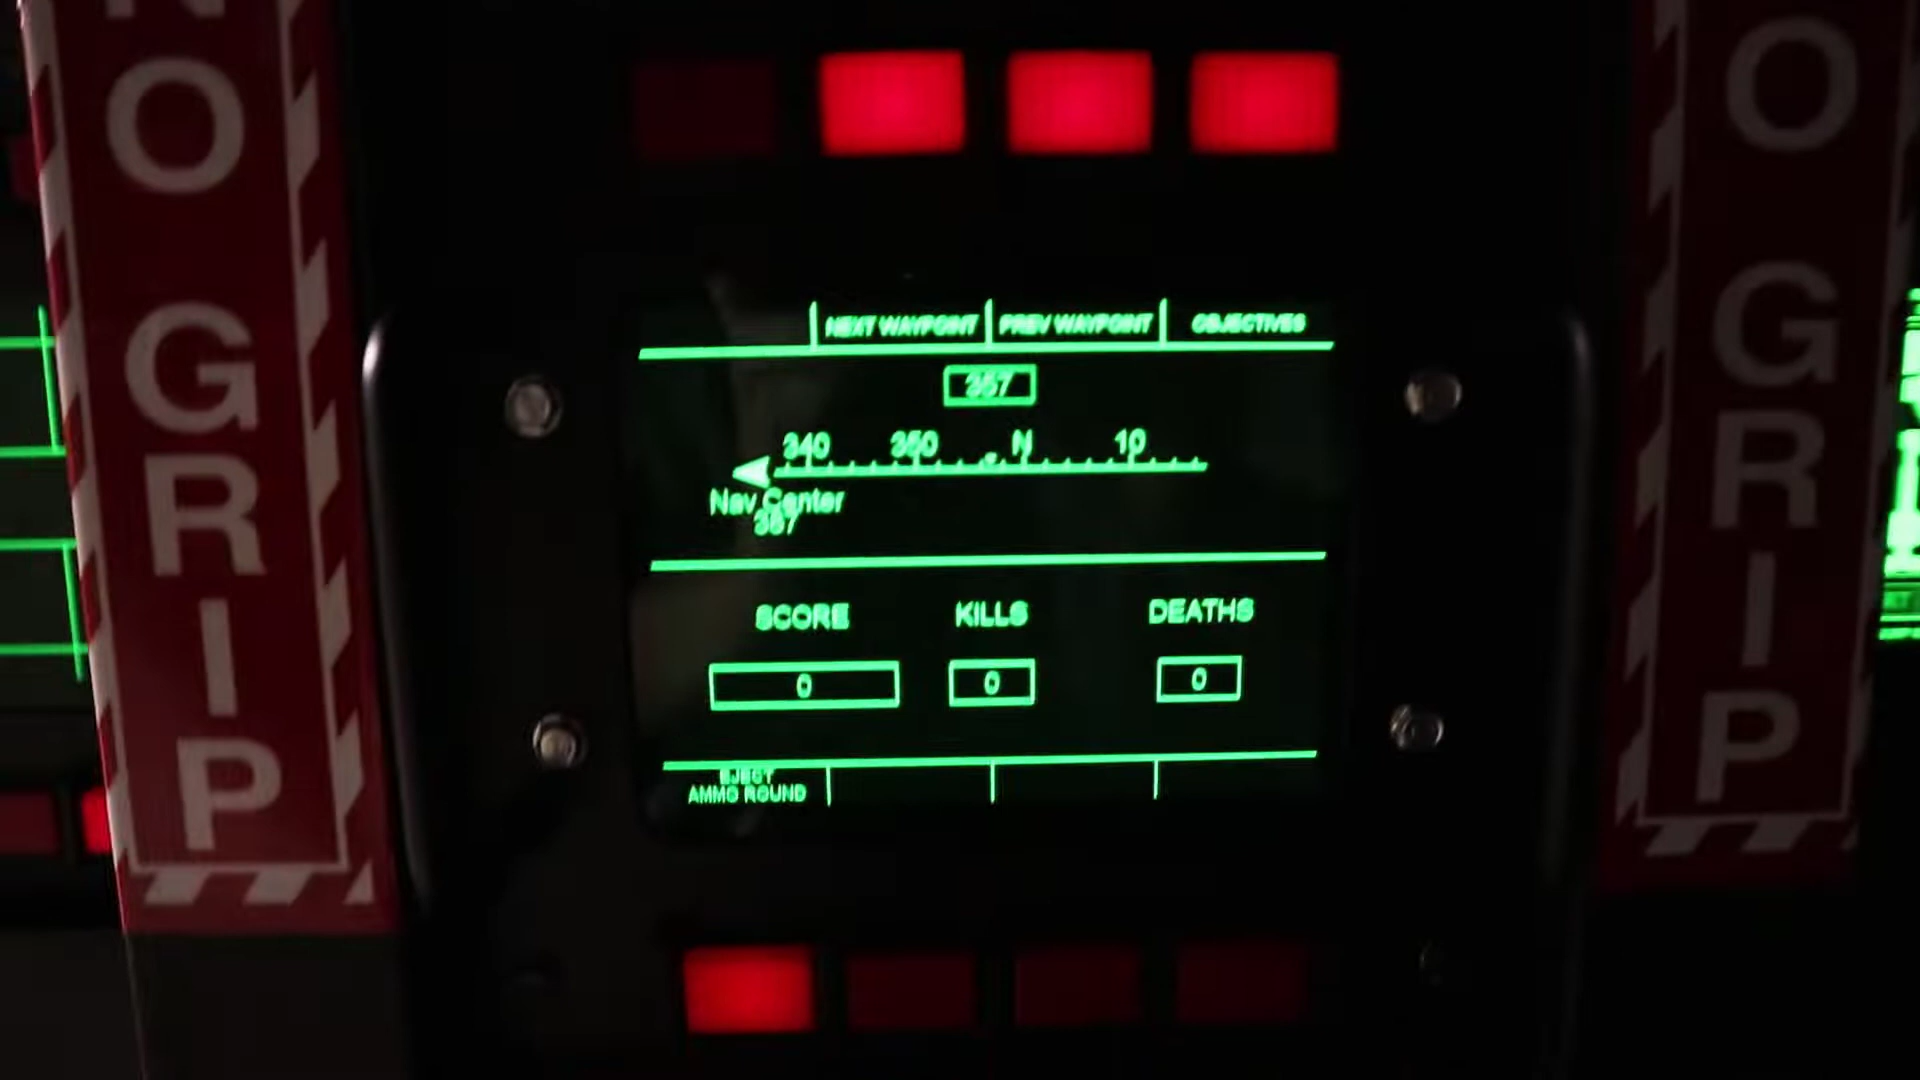 NO GRIP
NEXT WAYPOINT
PREV WAYPOINT
OBJECTIVES
357
340
350
N
10
Nav Center
357
SCORE
KILLS
DEATHS
0
0
0
EJECT
AMMO ROUND
O GRIP